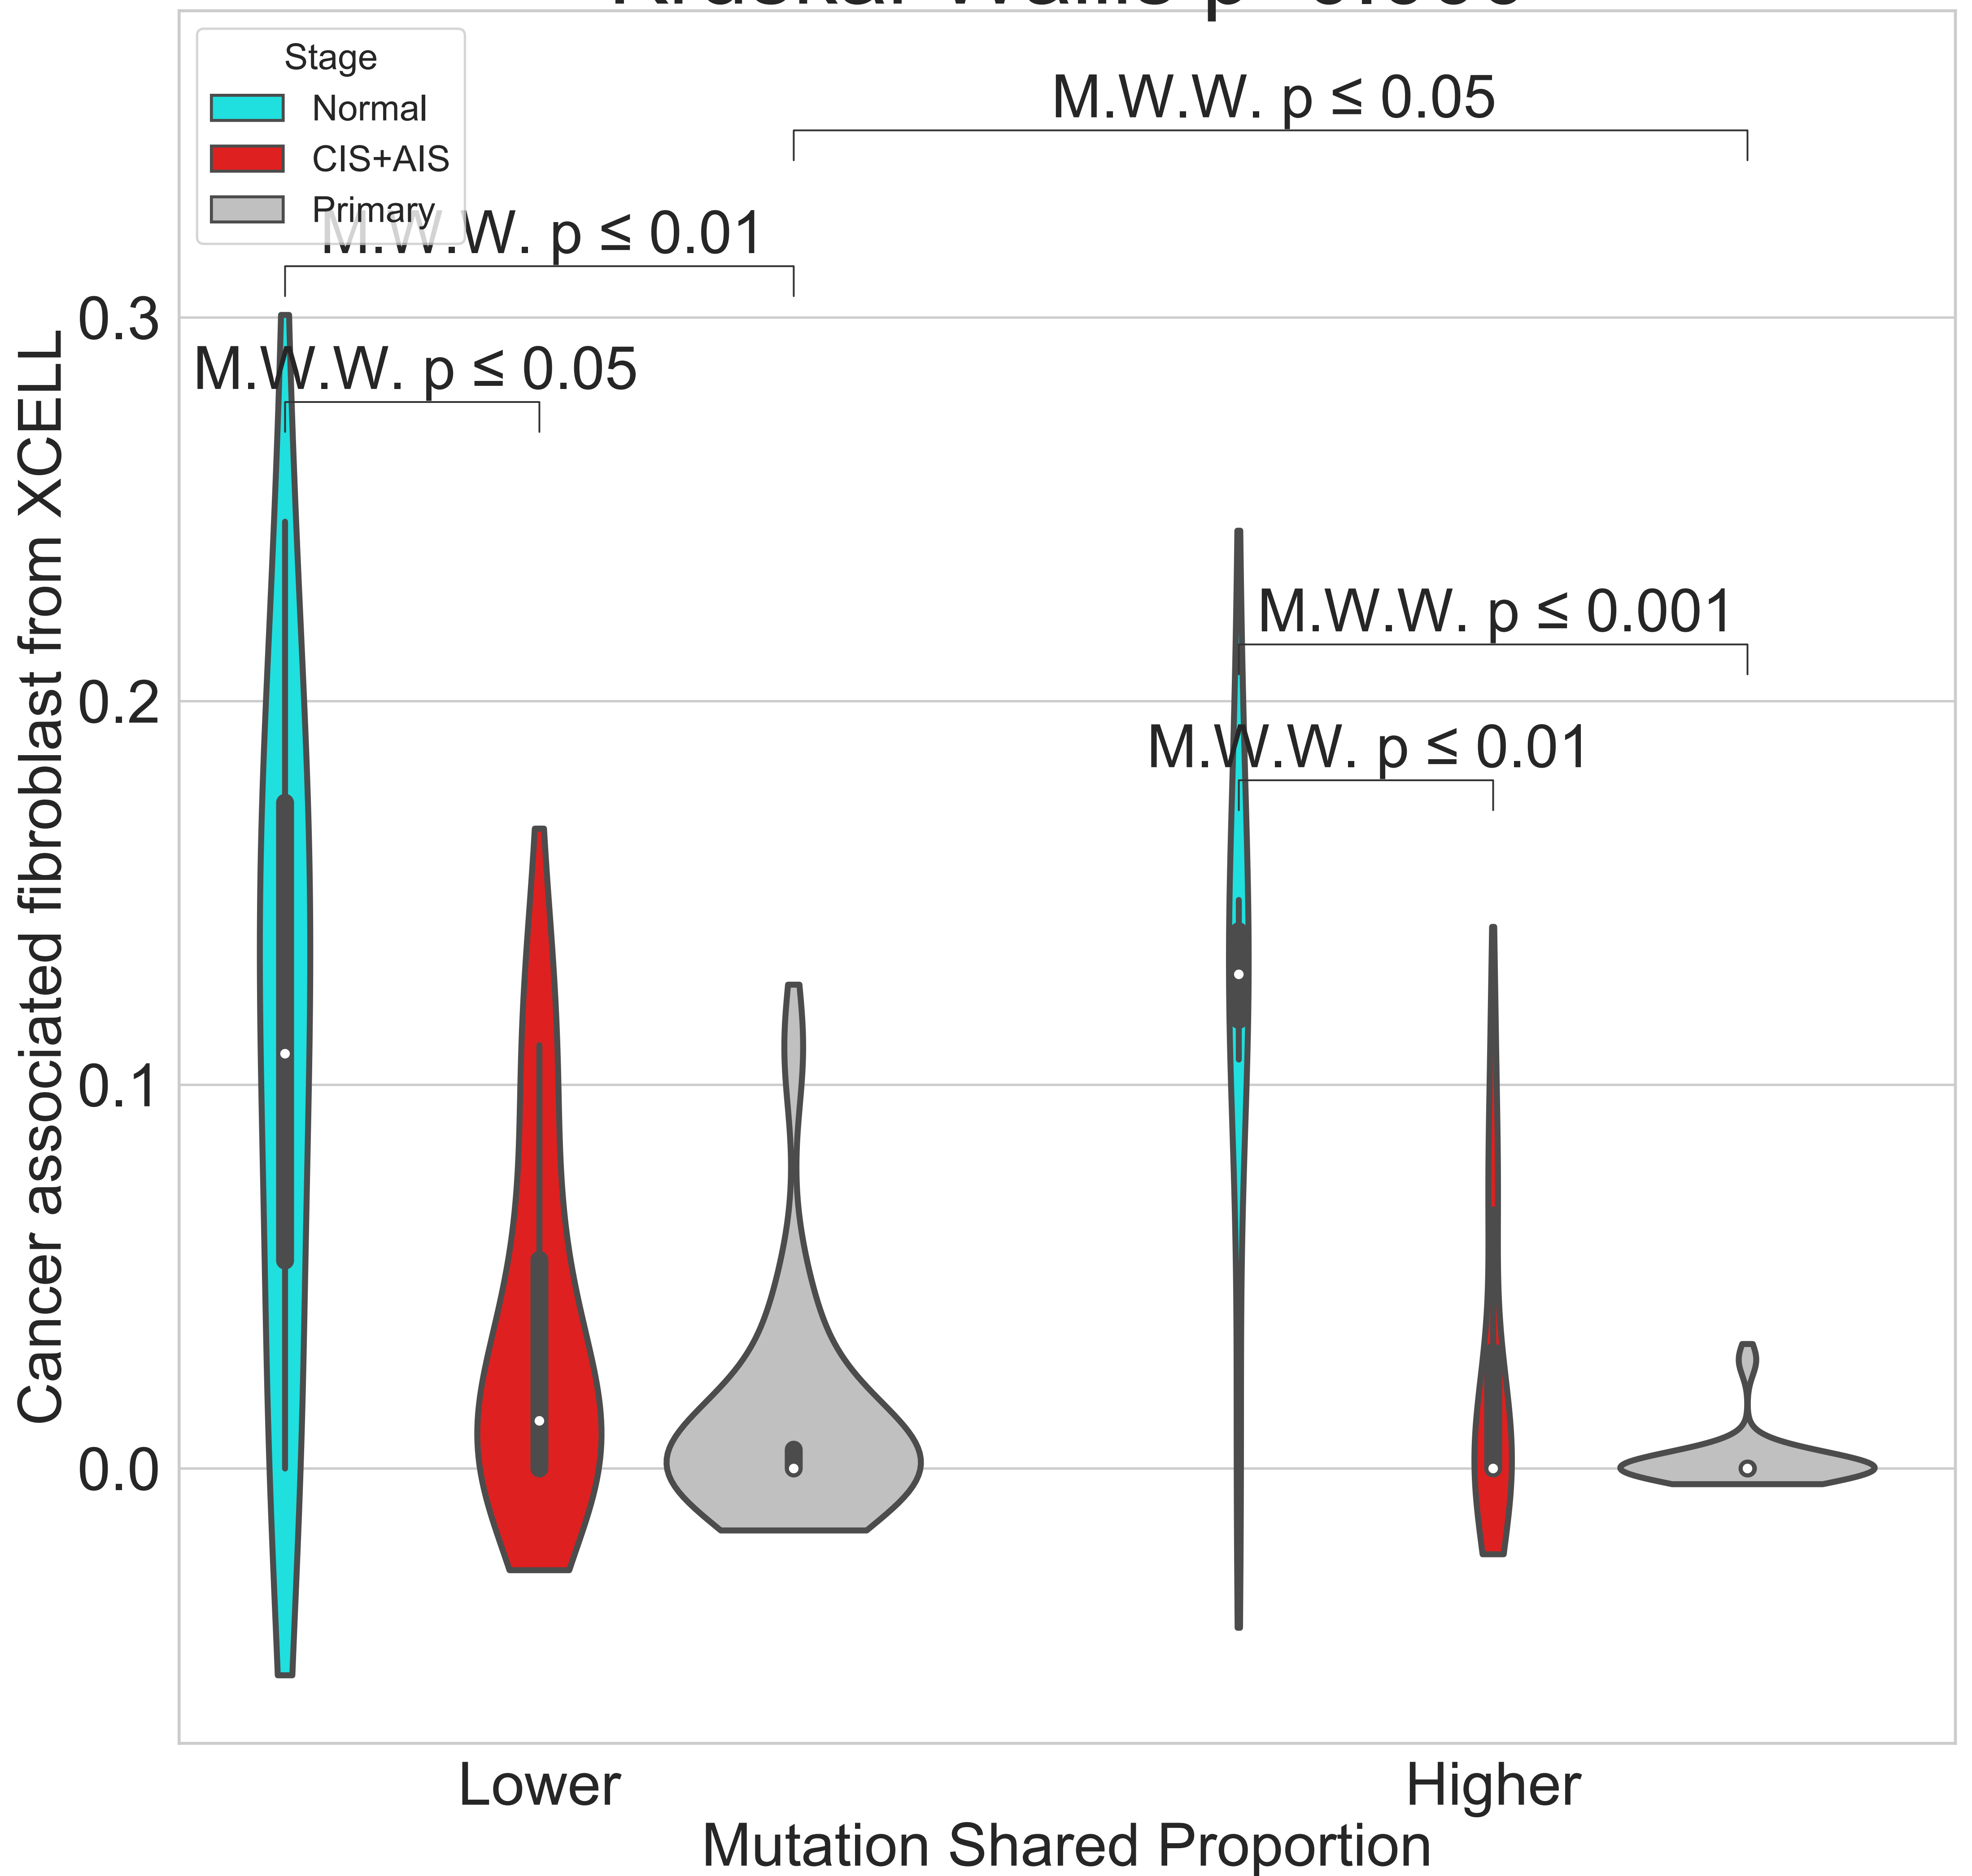 Stage
Normal
CIS+AIS
Primary
M.W.W. p ≤ 0.05
M.W.W. p ≤ 0.01
M.W.W. p ≤ 0.05
M.W.W. p ≤ 0.001
M.W.W. p ≤ 0.01
Cancer associated fibroblast from XCELL
0.3
0.2
0.1
0.0
Lower
Higher
Mutation Shared Proportion